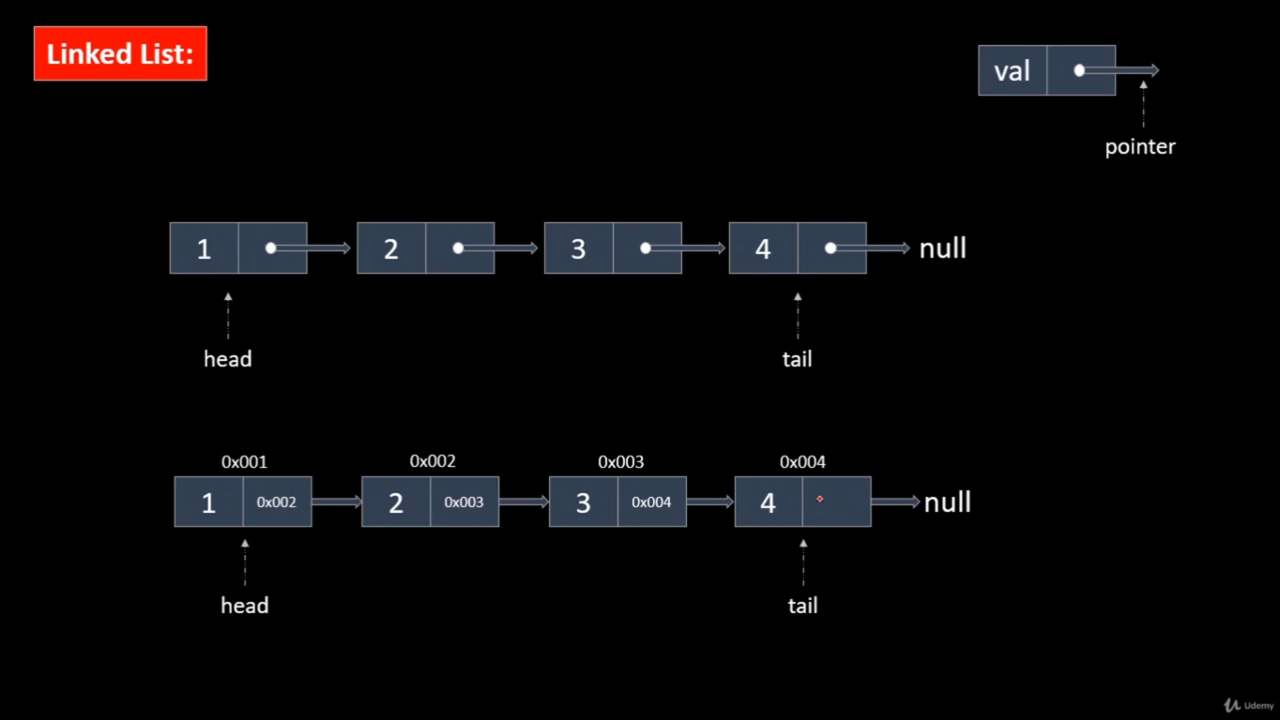 Linked List:
val
pointer
1 2 3 4 null
head tail
0x001 0x002 0x003 0x004
1 0x002 2 0x003 3 0x004 4 null
head tail
Udemy